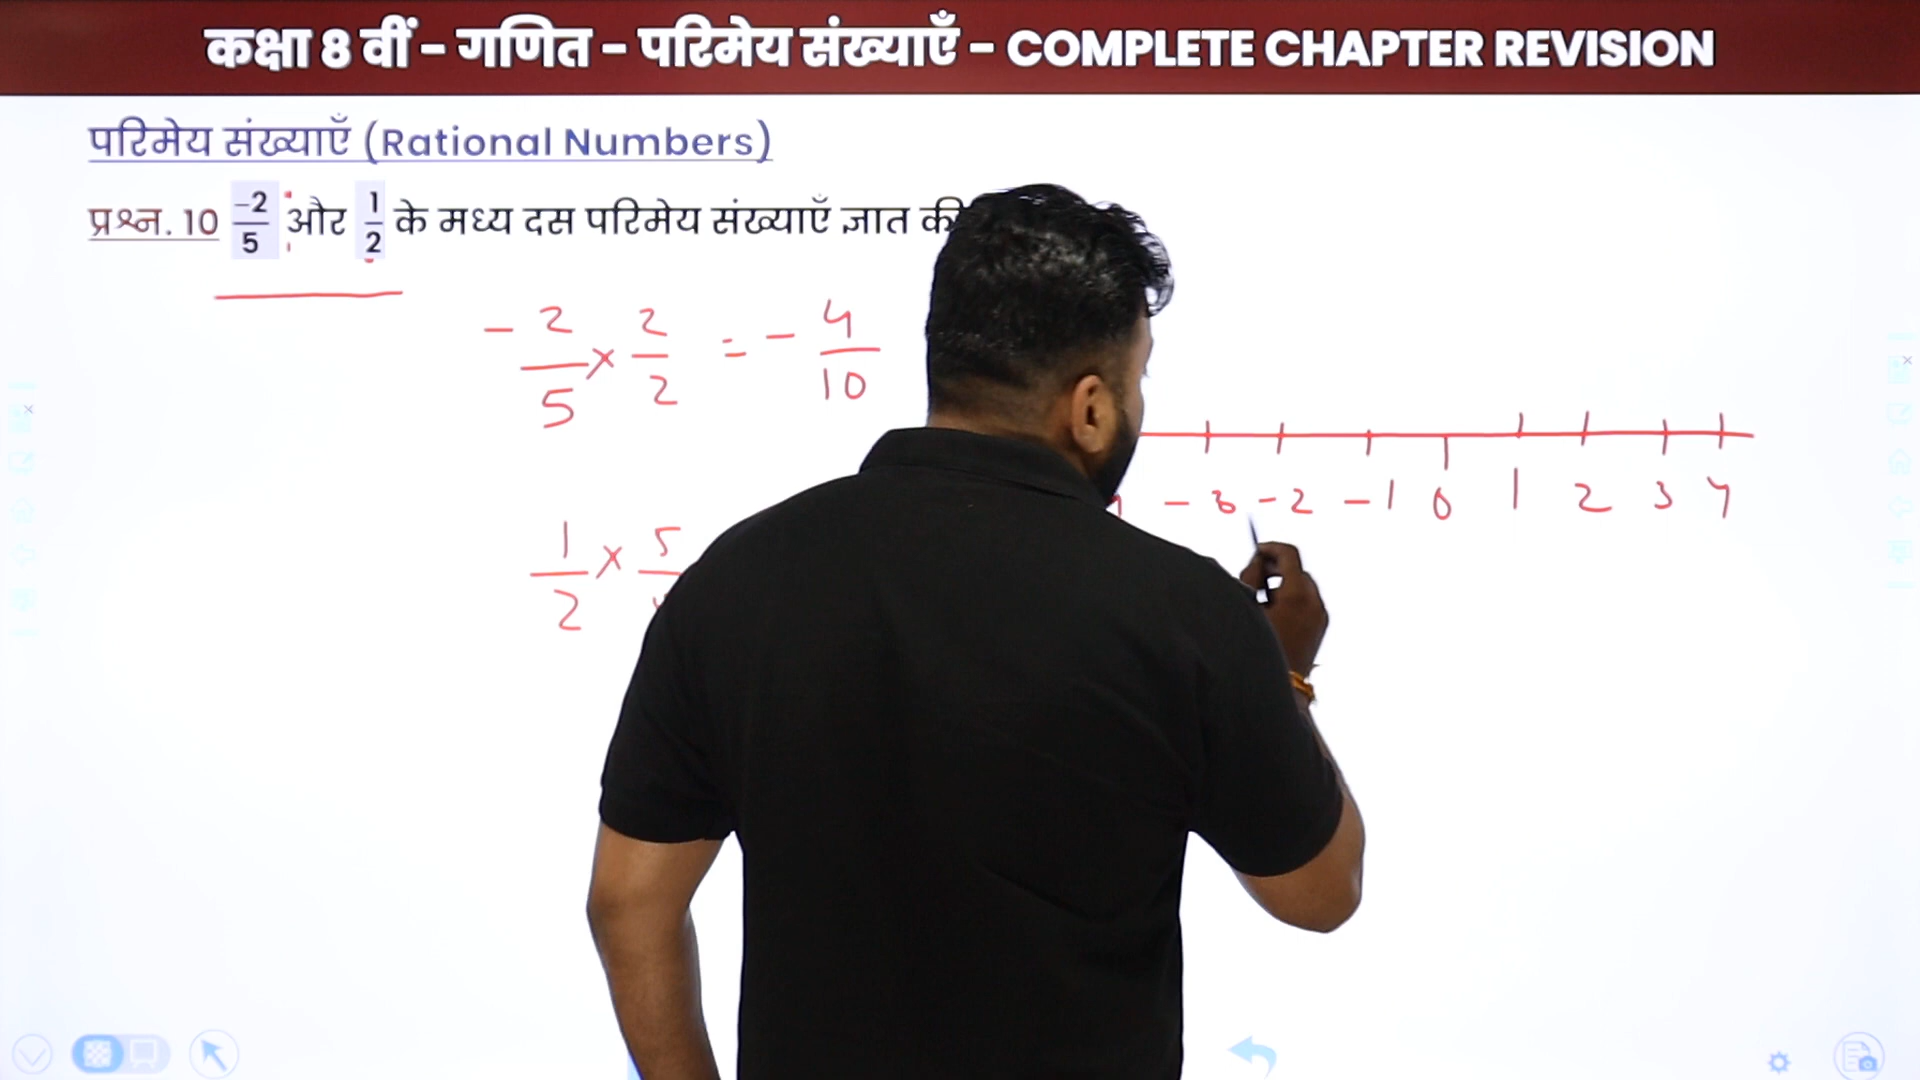 कक्षा 8 वीं - गणित - परिमेय संख्याएँ - COMPLETE CHAPTER REVISION
परिमेय संख्याएँ (Rational Numbers)
प्रश्न. 10 -2/5 और 1/2 के मध्य दस परिमेय संख्याएँ ज्ञात
- 2/5 × 2/2 = - 4/10
1/2 × 5
- 3 - 2 - 1 0 1 2 3 4